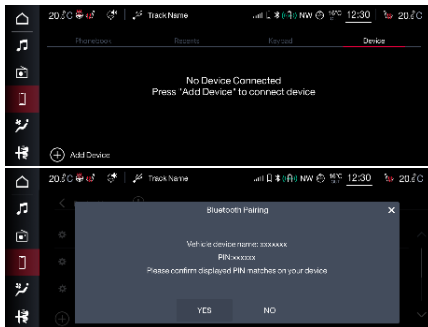 20.5°C Track Name NW 12:30 20.5°C
Phonebook Recents Keypad Device
No Device Connected
Press "Add Device" to connect device
Add Device
20.5°C Track Name NW 12:30 20.5°C
Bluetooth Pairing X
Vehicle device name: xxxxxxx
PIN:xxxxxx
Please confirm displayed PIN matches on your device
YES NO